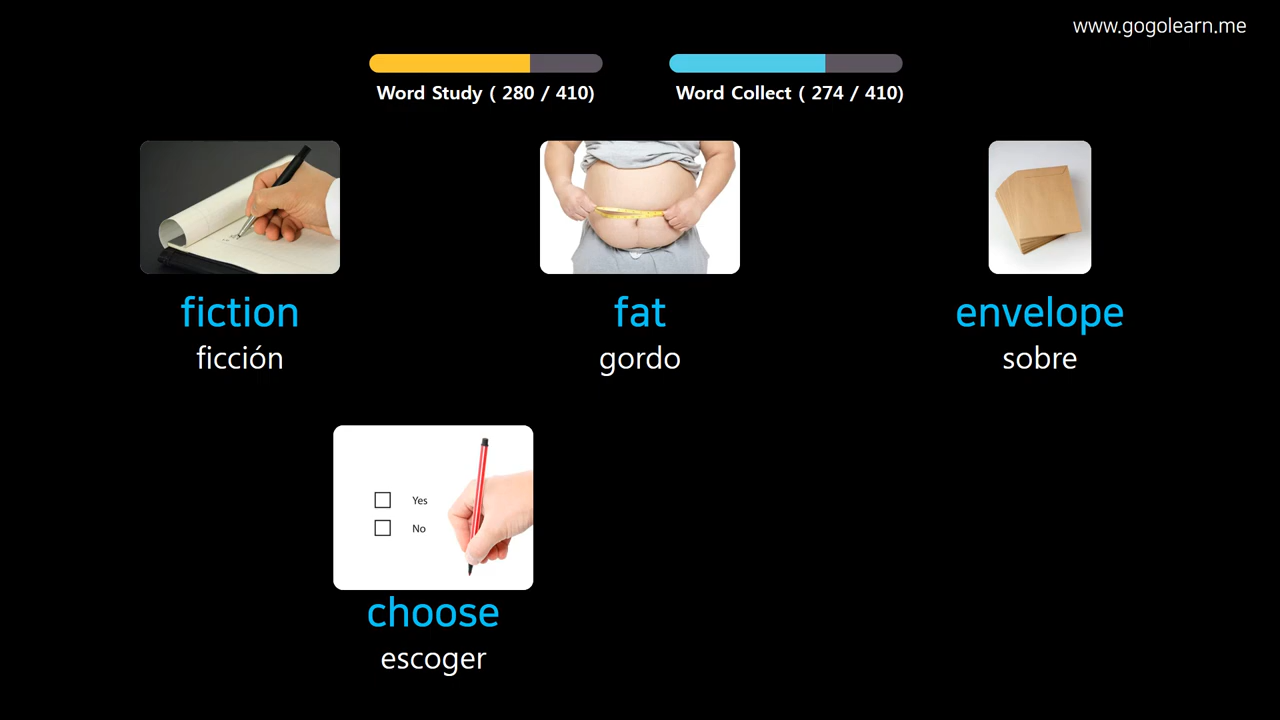 www.gogolearn.me
Word Study ( 280 / 410)
Word Collect ( 274 / 410)
fiction
ficción
fat
gordo
envelope
sobre
Yes
No
choose
escoger